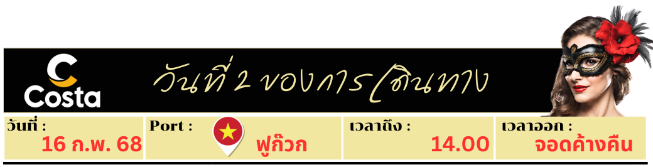 Costa
วันที่ 2 ของการเดินทาง
วันที่ : Port : เวลาถึง : เวลาออก :
16 ก.พ. 68 ฟูก๊วก 14.00 จอดค้างคืน